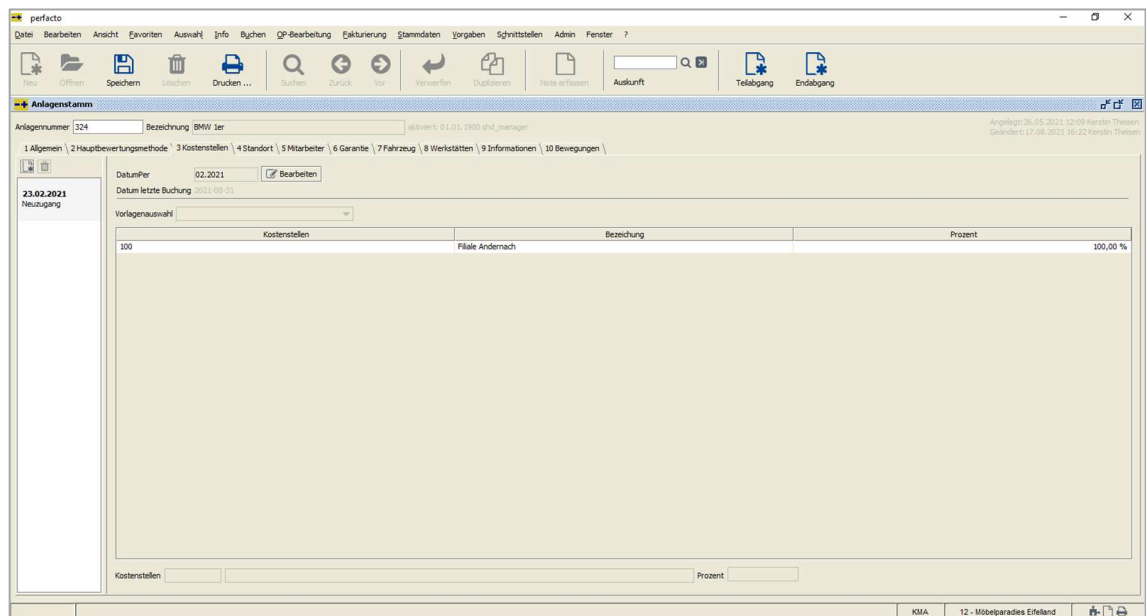 perfacto
Datei Bearbeiten Ansicht Favoriten Auswahl Info Buchen OP-Bearbeitung Fakturierung Stammdaten Vorgaben Schnittstellen Admin Fenster ?
Neu Öffnen Speichern Löschen Drucken ... Suchen Zurück Vor Verwerfen Duplizieren Note erfassen Auskunft Teilabgang Endabgang
Anlagenstamm
Anlagennummer 324 Bezeichnung BMW 1er aktiviert: 01.01.1980 shd_manager
Angelegt: 26.05.2021 12:09 Kerstin Theisen
Geändert: 17.08.2021 16:22 Kerstin Theisen
1 Allgemein \ 2 Hauptbewertungsmethode \ 3 Kostenstellen \ 4 Standort \ 5 Mitarbeiter \ 6 Garantie \ 7 Fahrzeug \ 8 Werkstätten \ 9 Informationen \ 10 Bewegungen \
23.02.2021
Neuzugang
DatumPer 02.2021 Bearbeiten
Datum letzte Buchung 2021-08-31
Vorlagenauswahl
Kostenstellen Bezeichung Prozent
100 Filiale Andernach 100,00 %
Kostenstellen Prozent
KMA 12 - Möbelparadies Eifelland